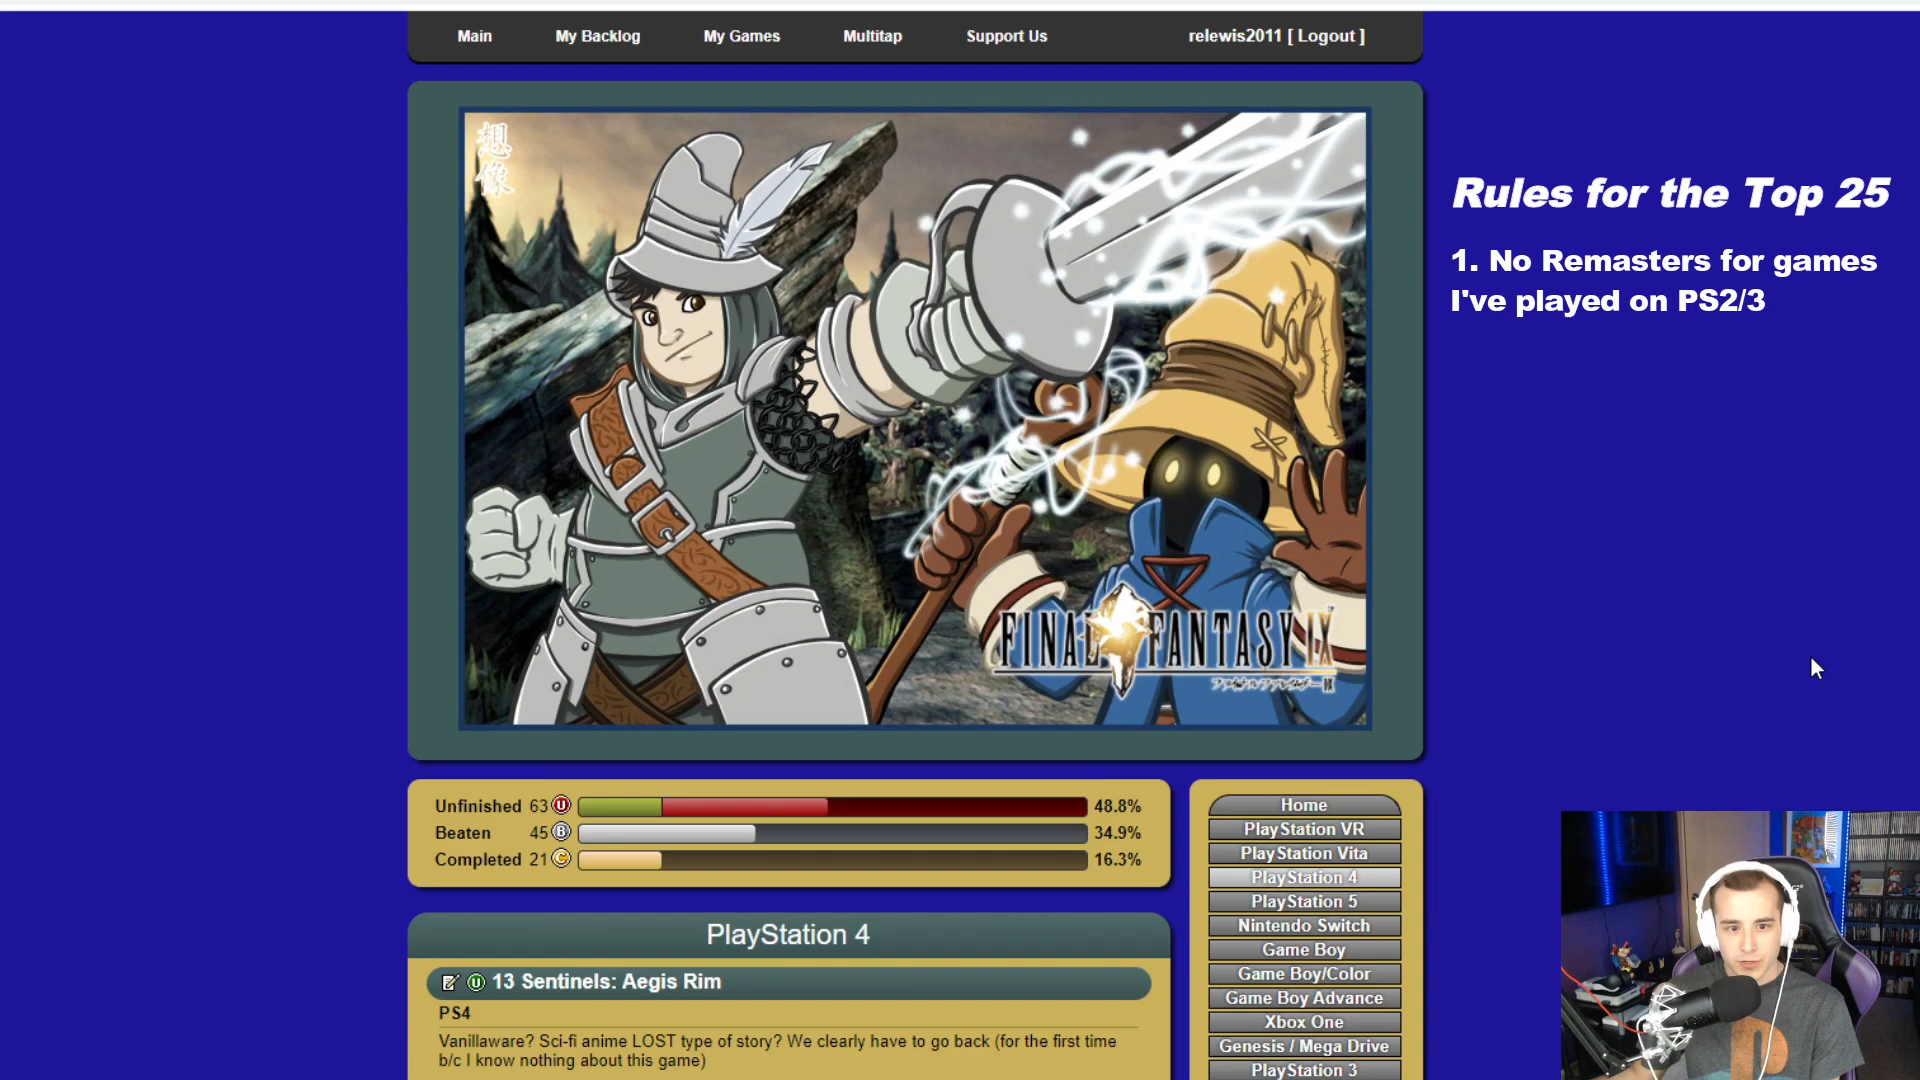 Main My Backlog My Games Multitap Support Us relewis2011 [ Logout ]
想
像
Rules for the Top 25
1. No Remasters for games
I've played on PS2/3
FINAL FANTASY IX
Unfinished 63 U 48.8%
Beaten 45 B 34.9%
Completed 21 C 16.3%
PlayStation 4
U 13 Sentinels: Aegis Rim
PS4
Vanillaware? Sci-fi anime LOST type of story? We clearly have to go back (for the first time
b/c I know nothing about this game)
Home
PlayStation VR
PlayStation Vita
PlayStation 4
PlayStation 5
Nintendo Switch
Game Boy
Game Boy/Color
Game Boy Advance
Xbox One
Genesis / Mega Drive
PlayStation 3